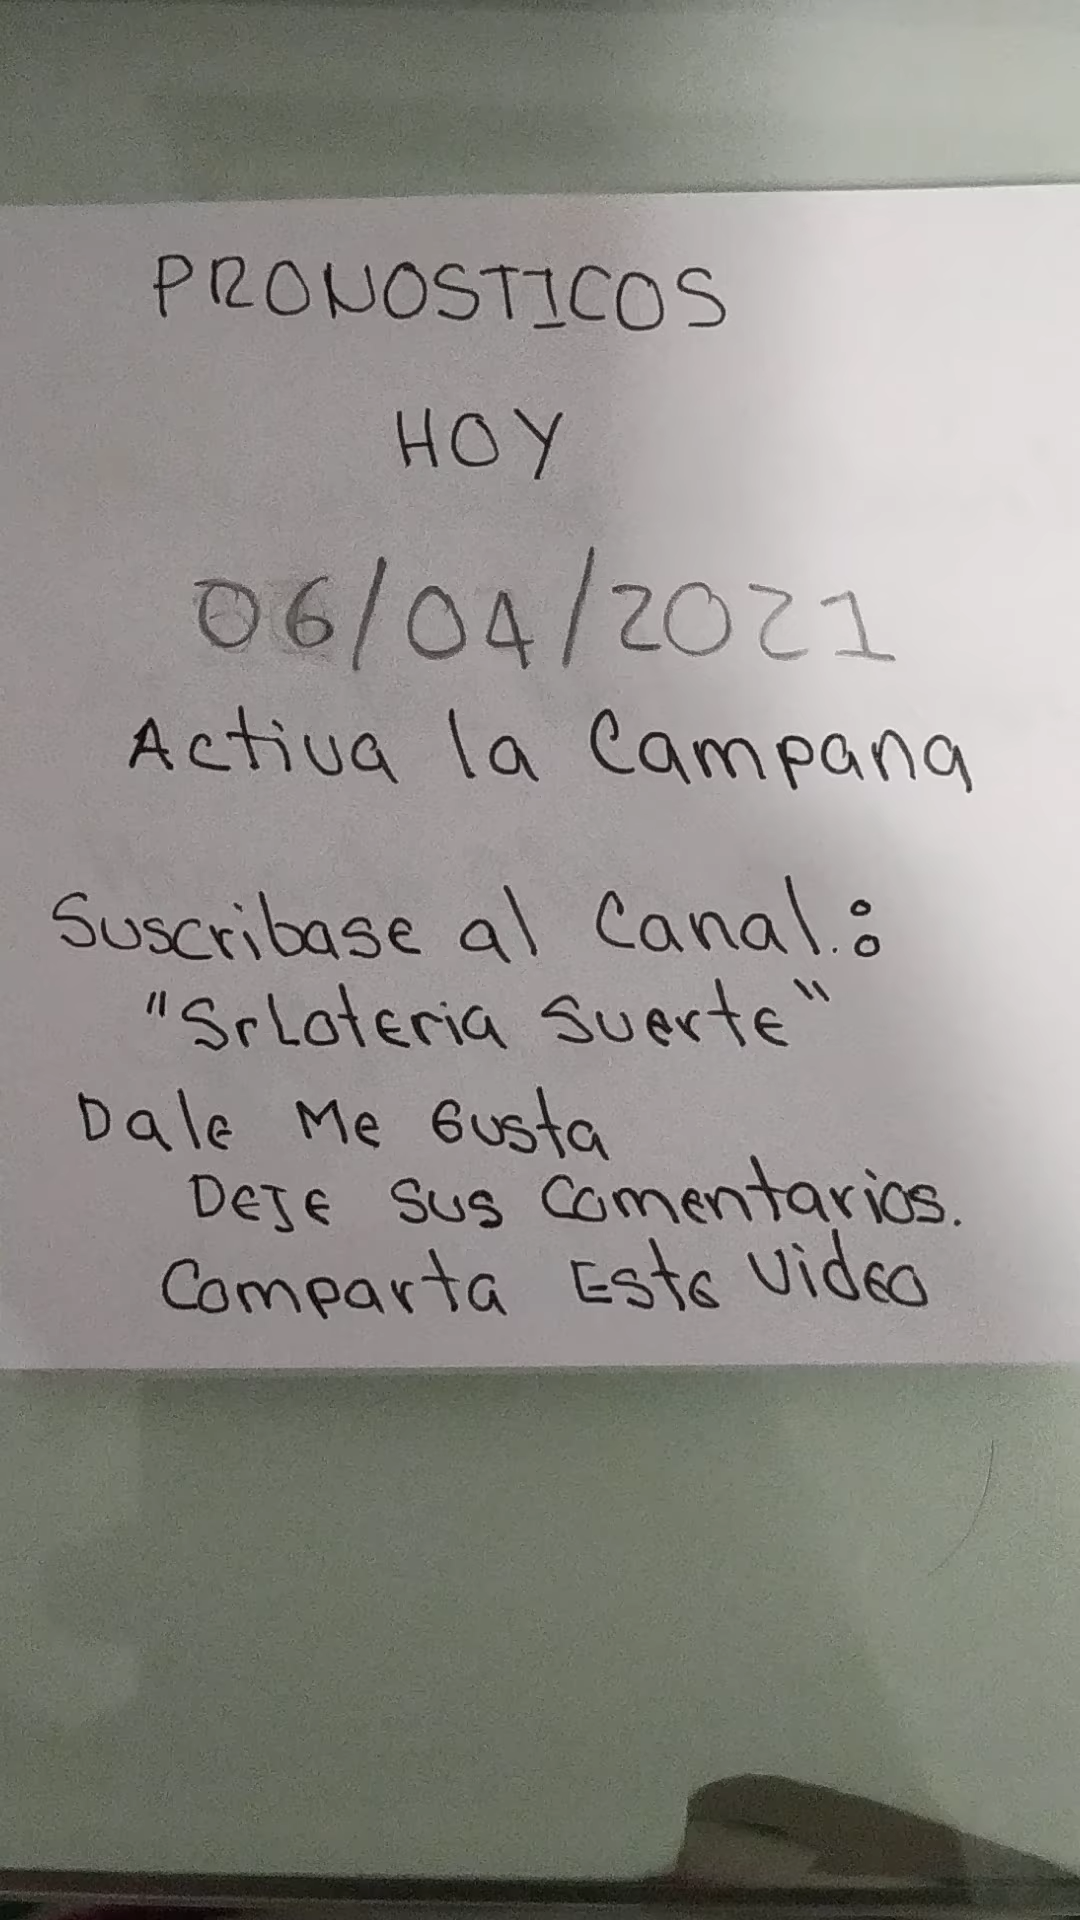 PRONOSTICOS
HOY
06/04/2021
Activa la Campana
Suscribase al Canal.:
"SrLoteria Suerte"
Dale Me Gusta
DEJE Sus Comentarios.
Comparta Este Video